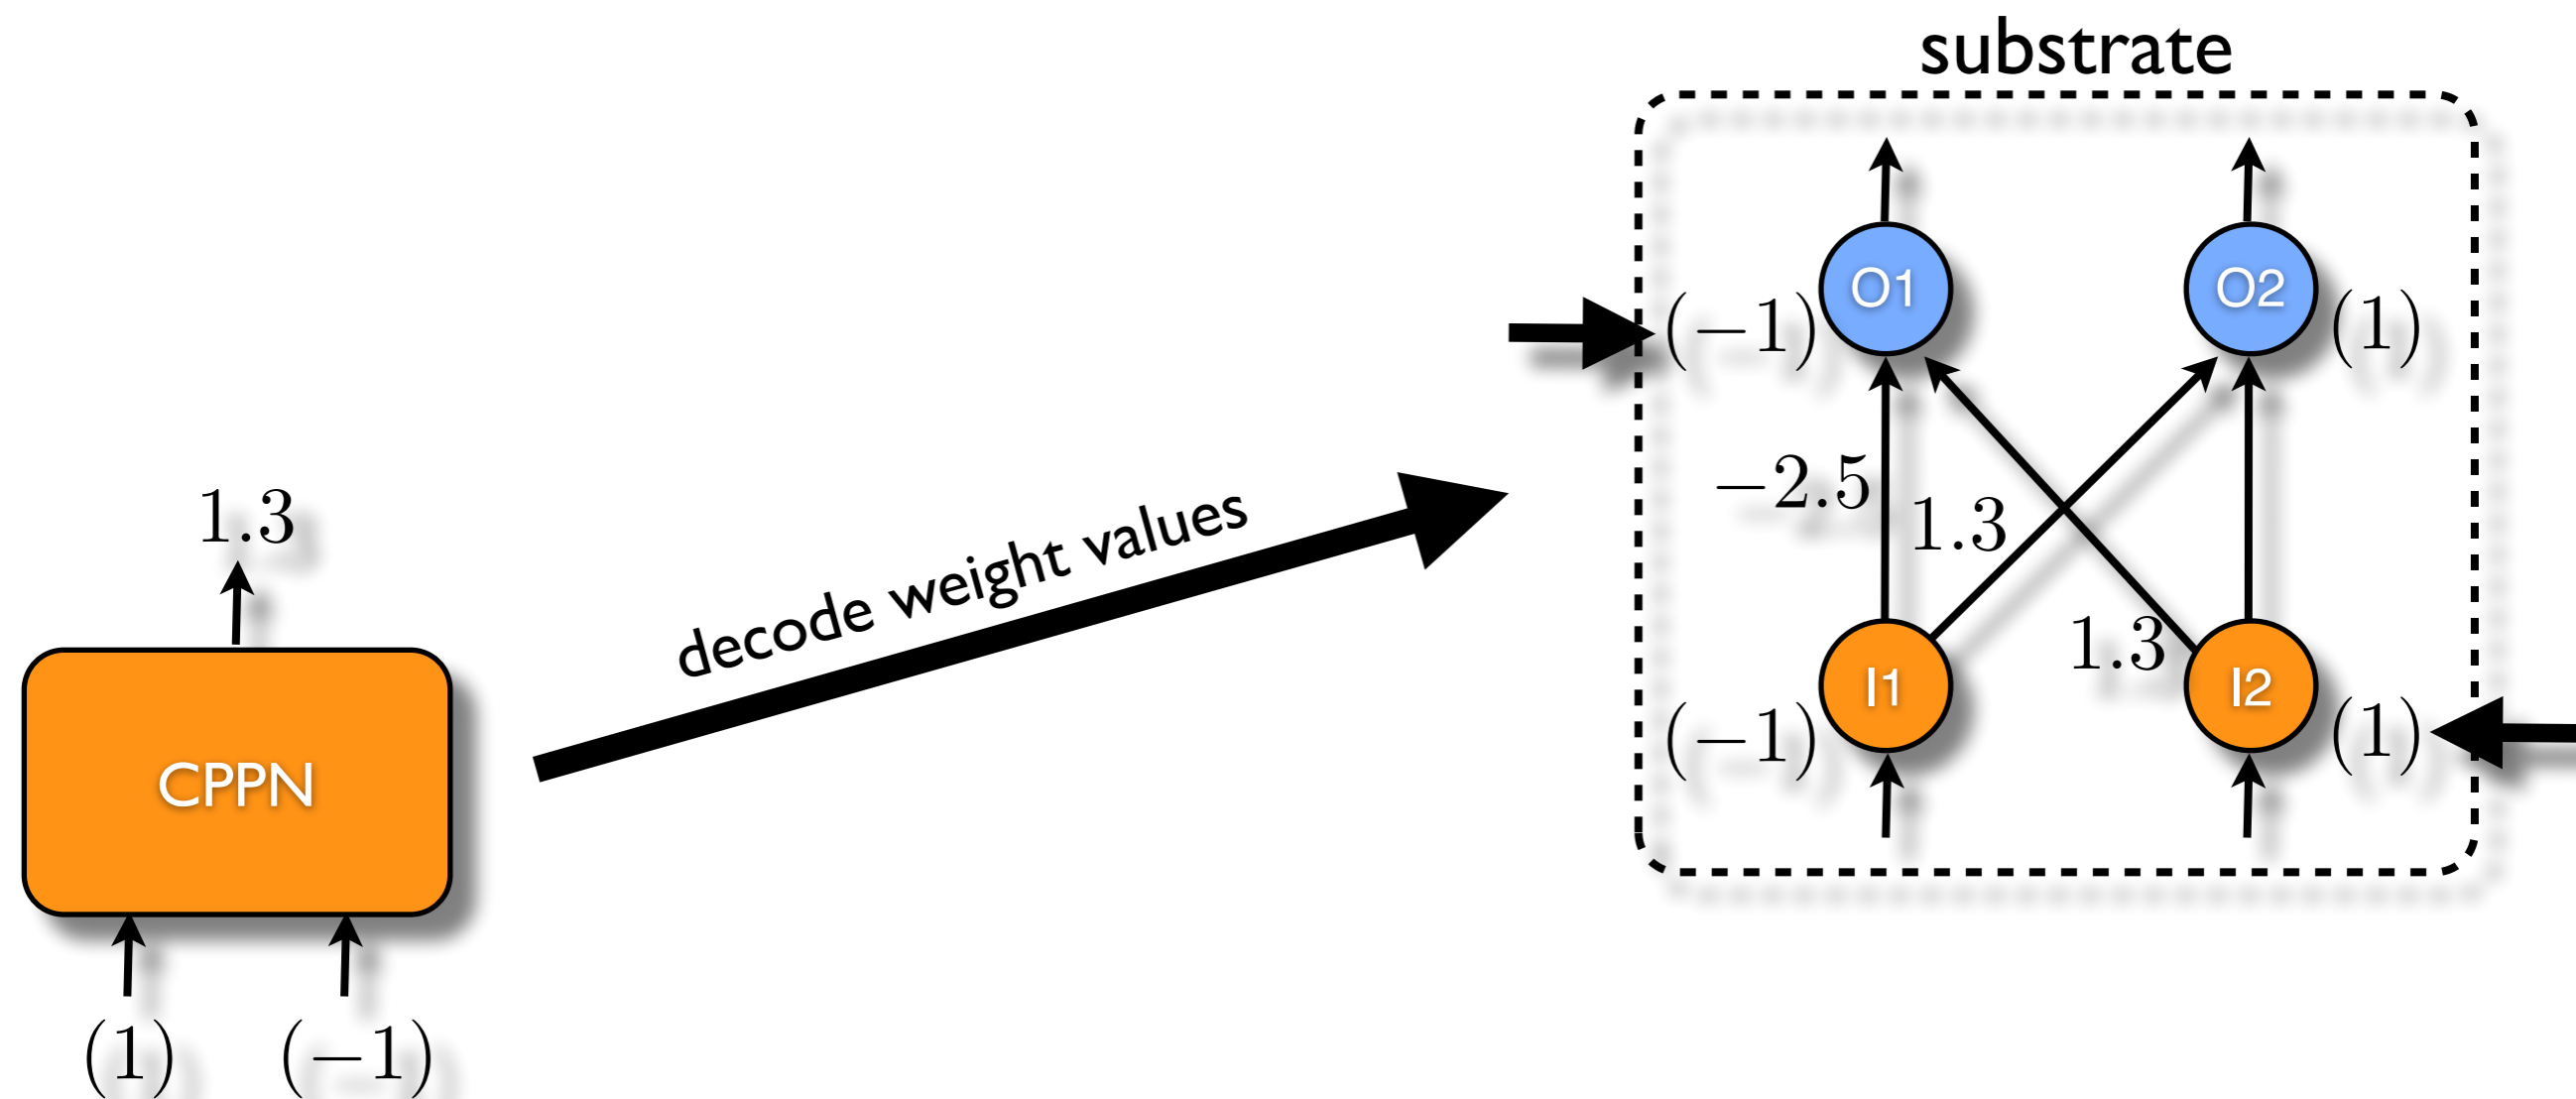 substrate
O1
O2
(−1)
(1)
−2.5
1.3
1.3
I1
I2
(−1)
(1)
decode weight values
1.3
CPPN
(1)
(−1)